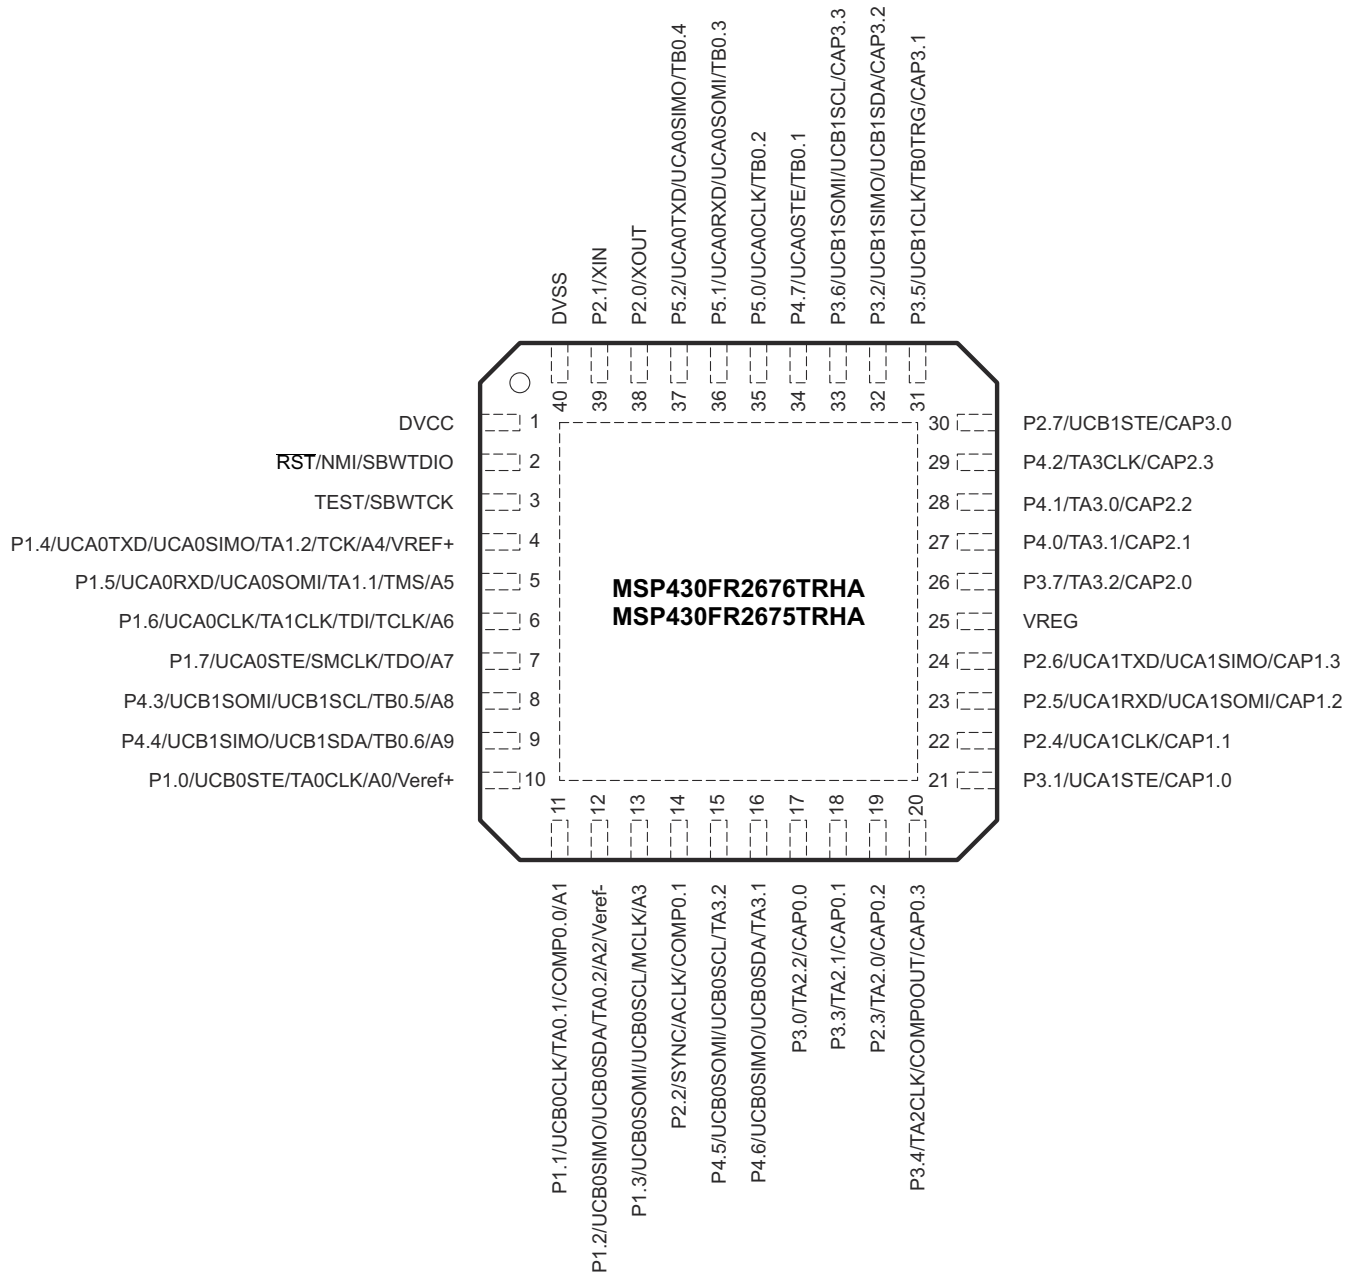 DVSS
P2.1/XIN
P2.0/XOUT
P5.2/UCA0TXD/UCA0SIMO/TB0.4
P5.1/UCA0RXD/UCA0SOMI/TB0.3
P5.0/UCA0CLK/TB0.2
P4.7/UCA0STE/TB0.1
P3.6/UCB1SOMI/UCB1SCL/CAP3.3
P3.2/UCB1SIMO/UCB1SDA/CAP3.2
P3.5/UCB1CLK/TB0TRG/CAP3.1
40
39
38
37
36
35
34
33
32
31
DVCC 1
RST/NMI/SBWTDIO 2
TEST/SBWTCK 3
P1.4/UCA0TXD/UCA0SIMO/TA1.2/TCK/A4/VREF+ 4
P1.5/UCA0RXD/UCA0SOMI/TA1.1/TMS/A5 5
P1.6/UCA0CLK/TA1CLK/TDI/TCLK/A6 6
P1.7/UCA0STE/SMCLK/TDO/A7 7
P4.3/UCB1SOMI/UCB1SCL/TB0.5/A8 8
P4.4/UCB1SIMO/UCB1SDA/TB0.6/A9 9
P1.0/UCB0STE/TA0CLK/A0/Veref+ 10
MSP430FR2676TRHA
MSP430FR2675TRHA
30 P2.7/UCB1STE/CAP3.0
29 P4.2/TA3CLK/CAP2.3
28 P4.1/TA3.0/CAP2.2
27 P4.0/TA3.1/CAP2.1
26 P3.7/TA3.2/CAP2.0
25 VREG
24 P2.6/UCA1TXD/UCA1SIMO/CAP1.3
23 P2.5/UCA1RXD/UCA1SOMI/CAP1.2
22 P2.4/UCA1CLK/CAP1.1
21 P3.1/UCA1STE/CAP1.0
11
12
13
14
15
16
17
18
19
20
P1.1/UCB0CLK/TA0.1/COMP0.0/A1
P1.2/UCB0SIMO/UCB0SDA/TA0.2/A2/Veref-
P1.3/UCB0SOMI/UCB0SCL/MCLK/A3
P2.2/SYNC/ACLK/COMP0.1
P4.5/UCB0SOMI/UCB0SCL/TA3.2
P4.6/UCB0SIMO/UCB0SDA/TA3.1
P3.0/TA2.2/CAP0.0
P3.3/TA2.1/CAP0.1
P2.3/TA2.0/CAP0.2
P3.4/TA2CLK/COMP0OUT/CAP0.3